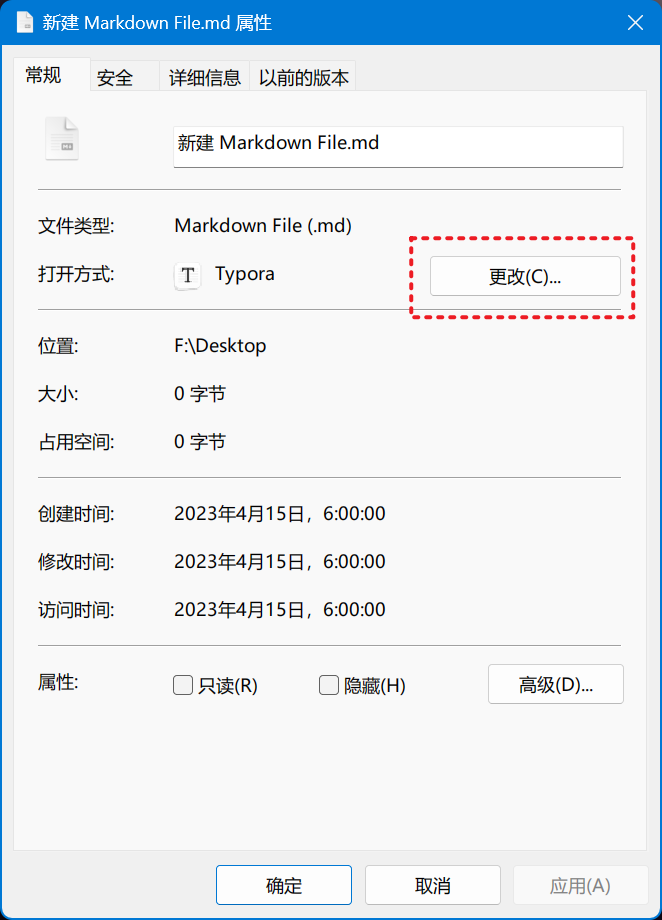 新建 Markdown File.md 属性
常规 安全 详细信息 以前的版本
新建 Markdown File.md
文件类型: Markdown File (.md)
打开方式: T Typora 更改(C)...
位置: F:\Desktop
大小: 0 字节
占用空间: 0 字节
创建时间: 2023年4月15日，6:00:00
修改时间: 2023年4月15日，6:00:00
访问时间: 2023年4月15日，6:00:00
属性: 只读(R) 隐藏(H) 高级(D)...
确定 取消 应用(A)